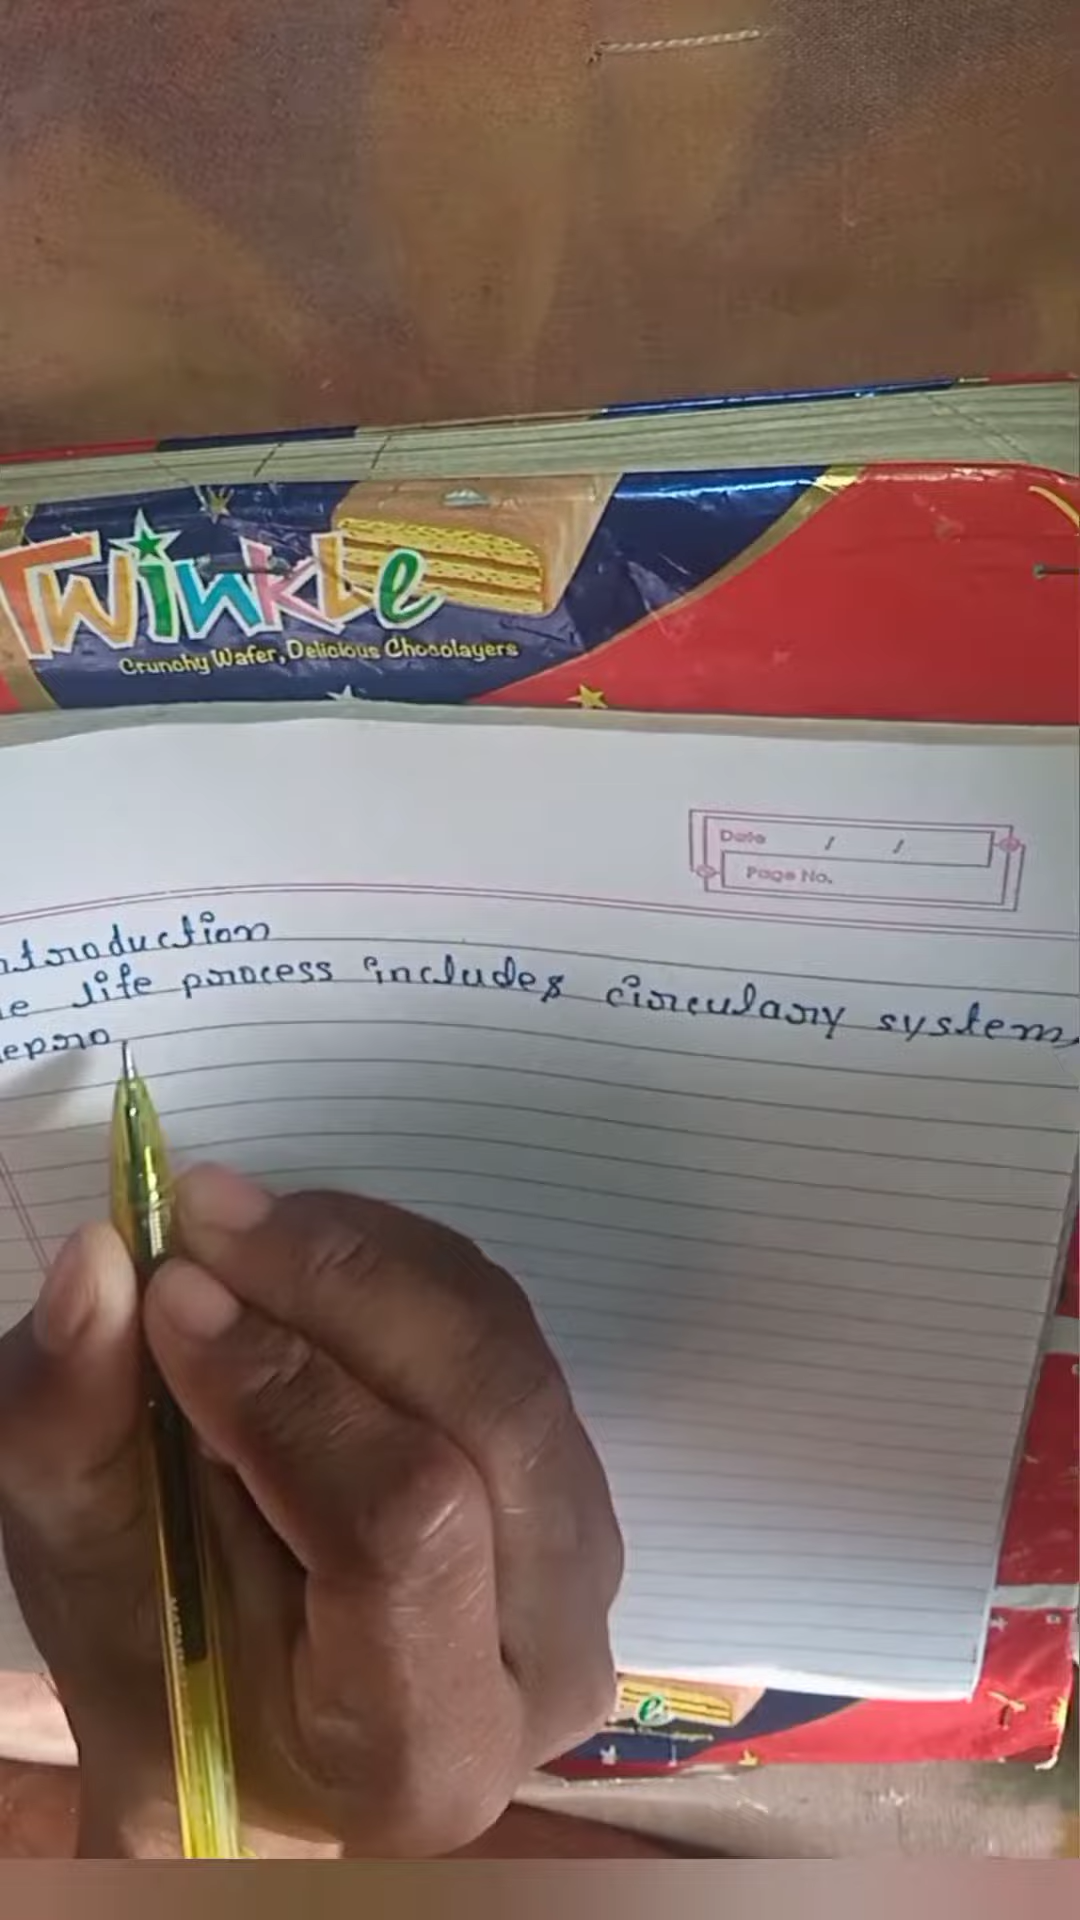 Twinkle
Crunchy Wafer, Delicious Chocolayers
Date / /
Page No.
ntroduction
e life process includes circulary system,
epro
e